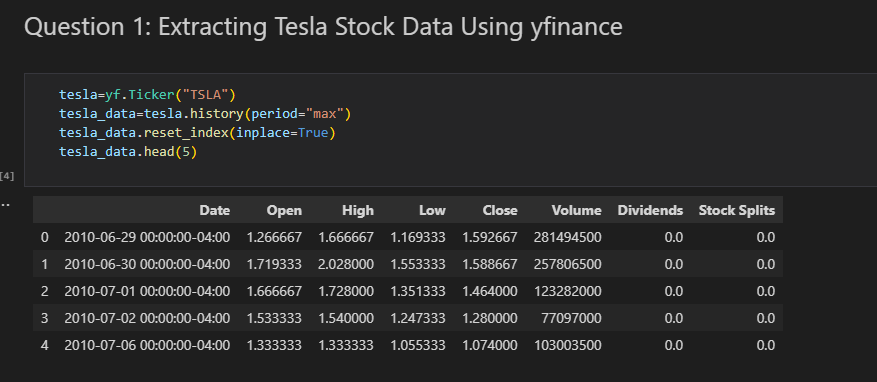 Question 1: Extracting Tesla Stock Data Using yfinance
tesla=yf.Ticker("TSLA")
tesla_data=tesla.history(period="max")
tesla_data.reset_index(inplace=True)
tesla_data.head(5)
[4]
..
Date Open High Low Close Volume Dividends Stock Splits
0 2010-06-29 00:00:00-04:00 1.266667 1.666667 1.169333 1.592667 281494500 0.0 0.0
1 2010-06-30 00:00:00-04:00 1.719333 2.028000 1.553333 1.588667 257806500 0.0 0.0
2 2010-07-01 00:00:00-04:00 1.666667 1.728000 1.351333 1.464000 123282000 0.0 0.0
3 2010-07-02 00:00:00-04:00 1.533333 1.540000 1.247333 1.280000 77097000 0.0 0.0
4 2010-07-06 00:00:00-04:00 1.333333 1.333333 1.055333 1.074000 103003500 0.0 0.0